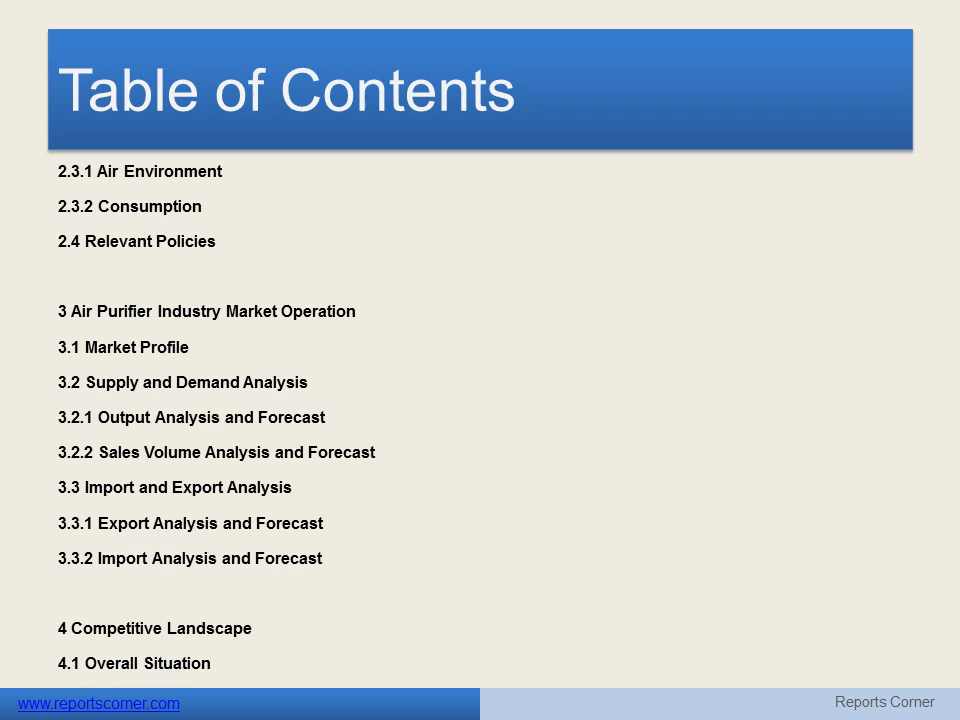 Table of Contents
2.3.1 Air Environment
2.3.2 Consumption
2.4 Relevant Policies
3 Air Purifier Industry Market Operation
3.1 Market Profile
3.2 Supply and Demand Analysis
3.2.1 Output Analysis and Forecast
3.2.2 Sales Volume Analysis and Forecast
3.3 Import and Export Analysis
3.3.1 Export Analysis and Forecast
3.3.2 Import Analysis and Forecast
4 Competitive Landscape
4.1 Overall Situation
www.reportscorner.com
Reports Corner